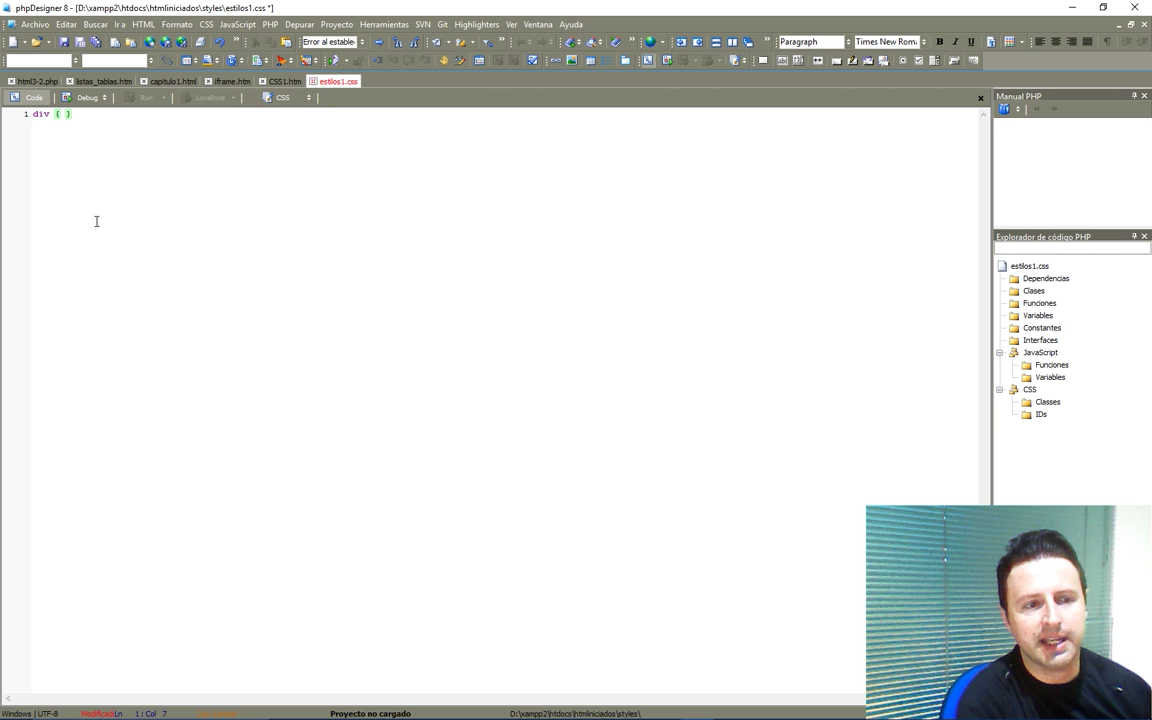 phpDesigner 8 - [D:\xampp2\htdocs\htmliniciados\styles\estilos1.css *]
Archivo Editar Buscar Ir a HTML Formato CSS JavaScript PHP Depurar Proyecto Herramientas SVN Git Highlighters Ver Ventana Ayuda
Error al estable Paragraph Times New Rom B I U
html3-2.php listas_tablas.htm capitulo1.html iframe.htm CSS1.htm estilos1.css
Code Debug Run Localhost CSS
Manual PHP
1 div { }
Explorador de código PHP
estilos1.css
Dependencias
Clases
Funciones
Variables
Constantes
Interfaces
JavaScript
Funciones
Variables
CSS
Classes
IDs
Windows | UTF-8 Modificado Ln 1 : Col 7 Proyecto no cargado D:\xampp2\htdocs\htmliniciados\styles\